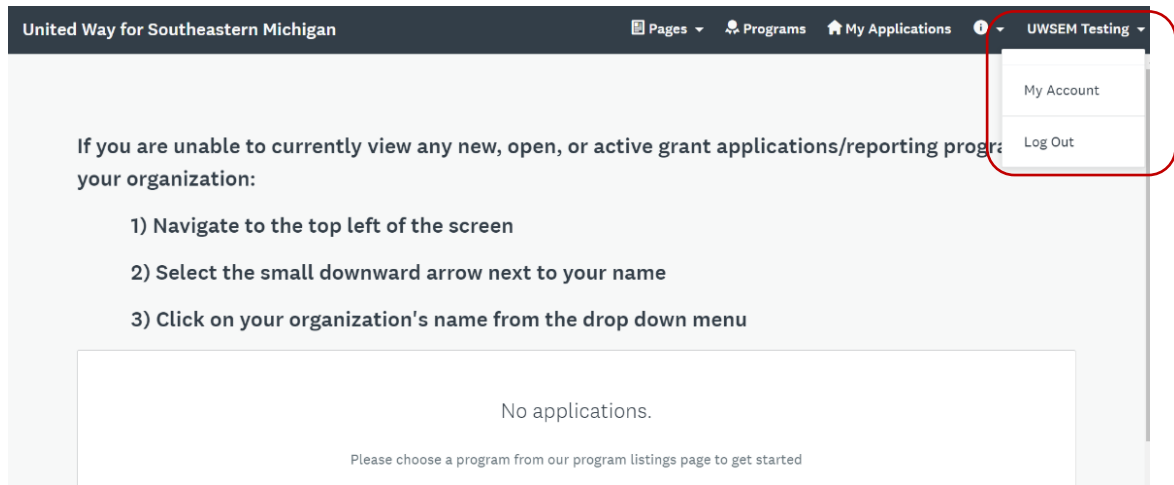 United Way for Southeastern Michigan Pages Programs My Applications UWSEM Testing
My Account
Log Out
If you are unable to currently view any new, open, or active grant applications/reporting
your organization:
1) Navigate to the top left of the screen
2) Select the small downward arrow next to your name
3) Click on your organization's name from the drop down menu
No applications.
Please choose a program from our program listings page to get started